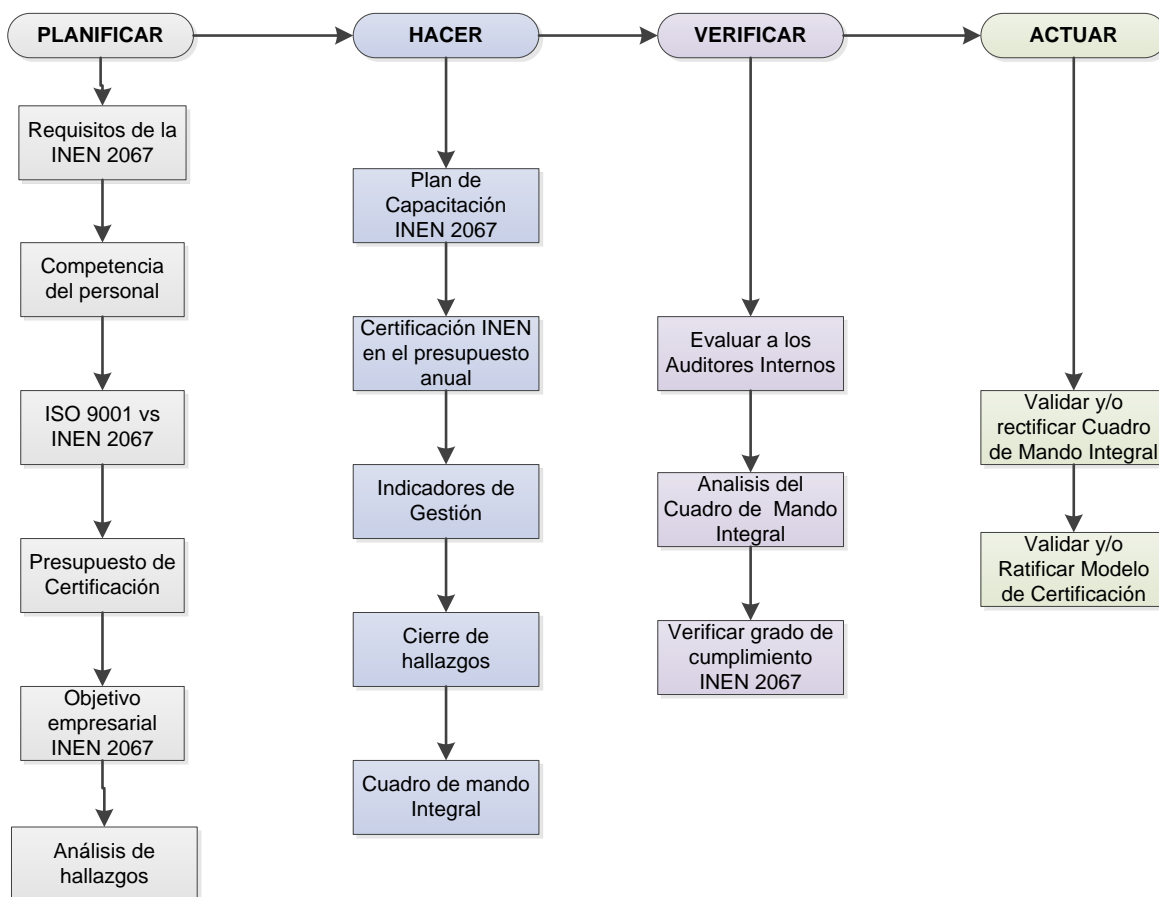 PLANIFICAR
Requisitos de la
INEN 2067
Competencia
del personal
ISO 9001 vs
INEN 2067
Presupuesto de
Certificación
Objetivo
empresarial
INEN 2067
Análisis de
hallazgos
HACER
Plan de
Capacitación
INEN 2067
Certificación INEN
en el presupuesto
anual
Indicadores de
Gestión
Cierre de
hallazgos
Cuadro de mando
Integral
VERIFICAR
Evaluar a los
Auditores Internos
Analisis del
Cuadro de Mando
Integral
Verificar grado de
cumplimiento
INEN 2067
ACTUAR
Validar y/o
rectificar Cuadro
de Mando Integral
Validar y/o
Ratificar Modelo
de Certificación